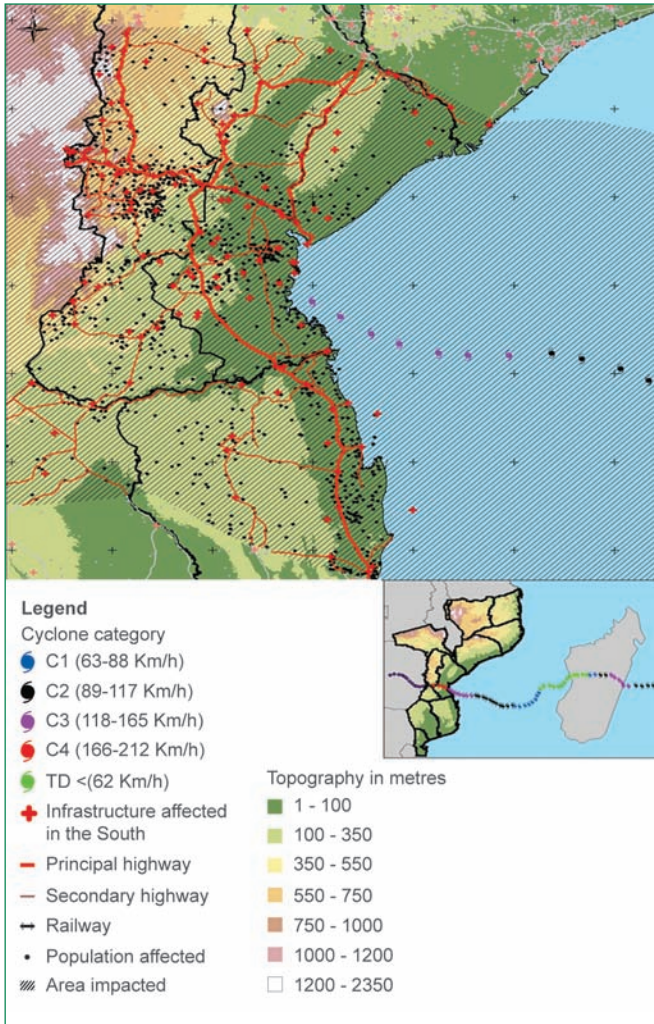 Legend
Cyclone category
C1 (63-88 Km/h)
C2 (89-117 Km/h)
C3 (118-165 Km/h)
C4 (166-212 Km/h)
TD <(62 Km/h)
Infrastructure affected
in the South
Principal highway
Secondary highway
Railway
Population affected
Area impacted
Topography in metres
1 - 100
100 - 350
350 - 550
550 - 750
750 - 1000
1000 - 1200
1200 - 2350